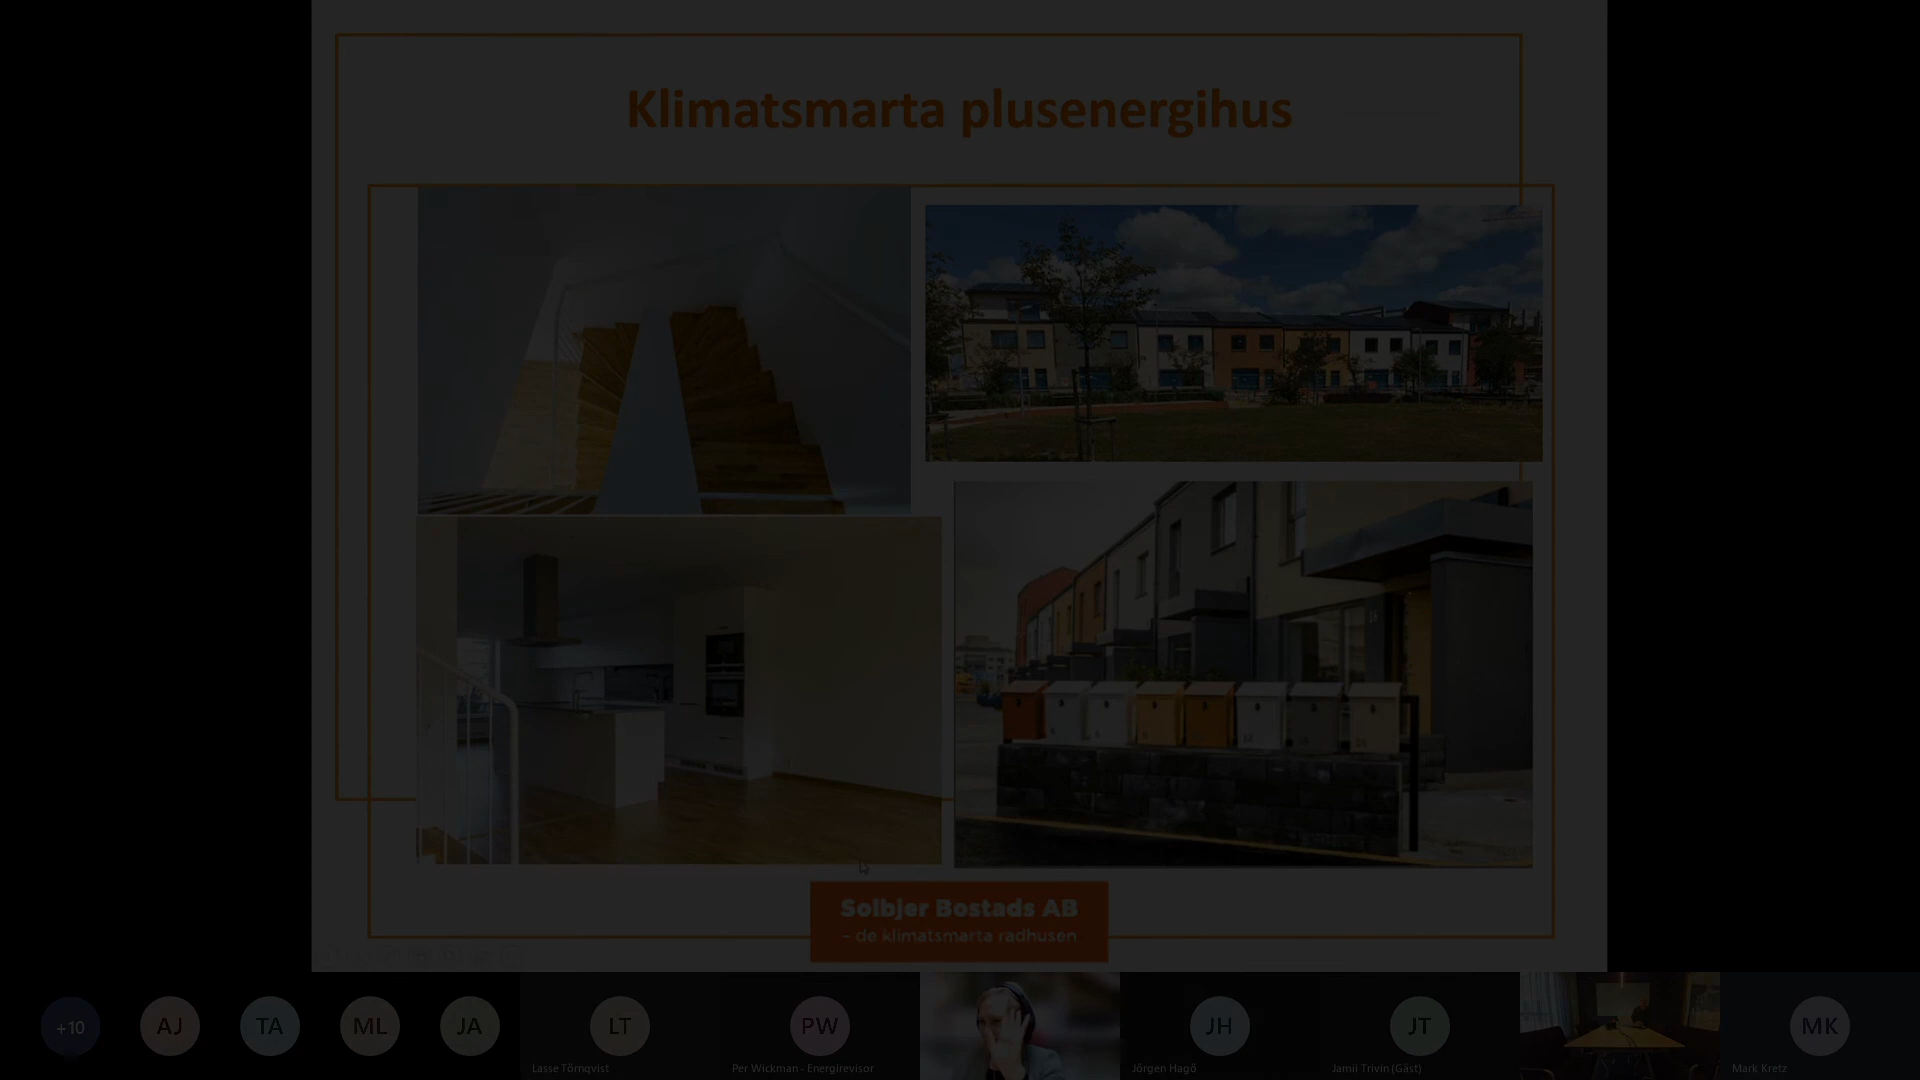 Klimatsmarta plusenergihus
Solbjer Bostads AB
– de klimatsmarta radhusen
+10
AJ
TA
ML
JA
LT
PW
JH
JT
MK
Lasse Törnqvist
Per Wickman - Energirevisor
Jörgen Hagö
Jamil Trivin (Gäst)
Mark Kretz